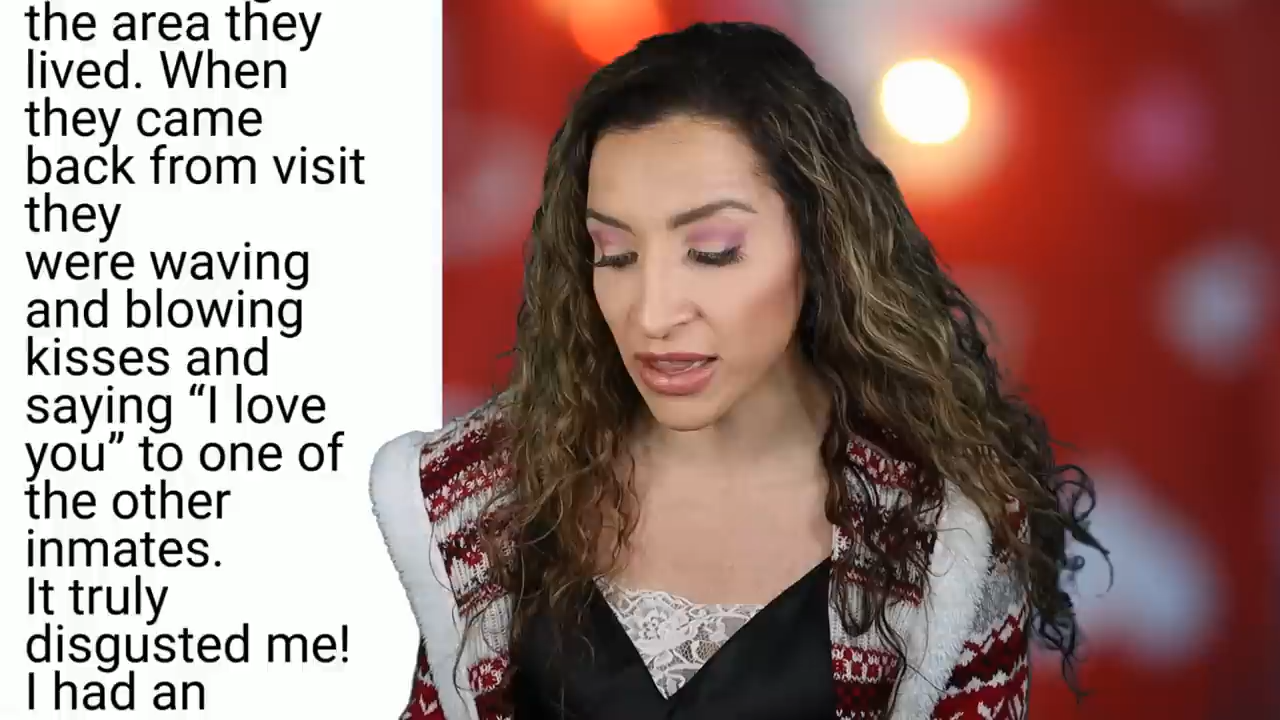 the area they
lived. When
they came
back from visit
they
were waving
and blowing
kisses and
saying “I love
you” to one of
the other
inmates.
It truly
disgusted me!
I had an